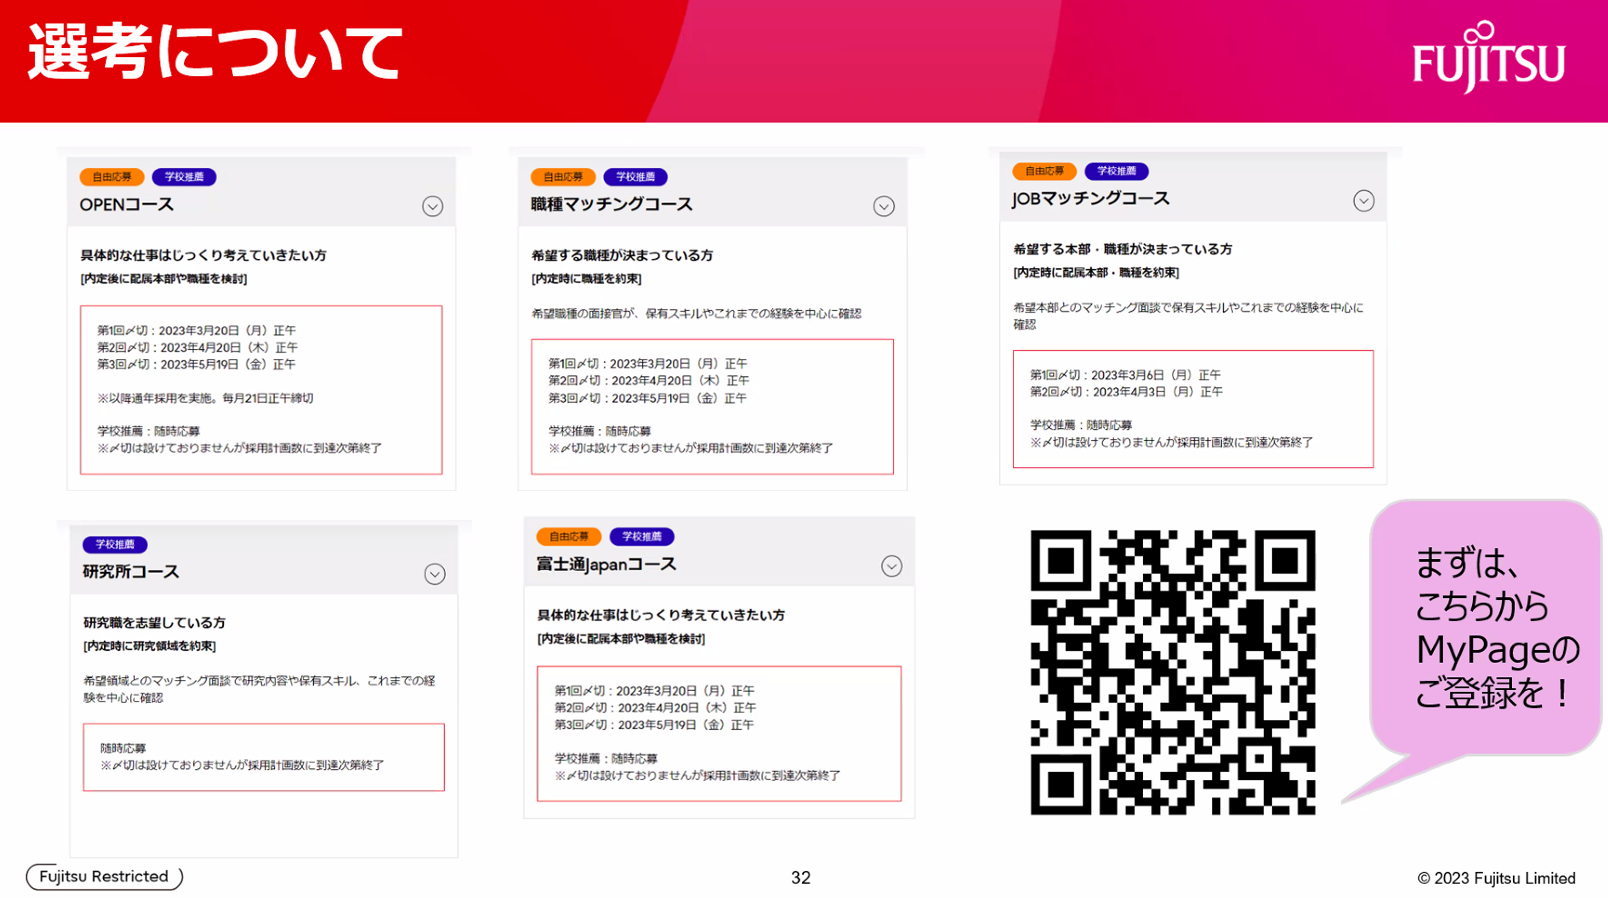 選考について
FUJITSU
自由応募 学校推薦
OPENコース
具体的な仕事はじっくり考えていきたい方
[内定後に配属本部や職種を検討]
第1回〆切：2023年3月20日（月）正午
第2回〆切：2023年4月20日（木）正午
第3回〆切：2023年5月19日（金）正午
※以降通年採用を実施。毎月21日正午締切
学校推薦：随時応募
※〆切は設けておりませんが採用計画数に到達次第終了
自由応募 学校推薦
職種マッチングコース
希望する職種が決まっている方
[内定時に職種を約束]
希望職種の面接官が、保有スキルやこれまでの経験を中心に確認
第1回〆切：2023年3月20日（月）正午
第2回〆切：2023年4月20日（木）正午
第3回〆切：2023年5月19日（金）正午
学校推薦：随時応募
※〆切は設けておりませんが採用計画数に到達次第終了
自由応募 学校推薦
JOBマッチングコース
希望する本部・職種が決まっている方
[内定時に配属本部・職種を約束]
希望本部とのマッチング面談で保有スキルやこれまでの経験を中心に
確認
第1回〆切：2023年3月6日（月）正午
第2回〆切：2023年4月3日（月）正午
学校推薦：随時応募
※〆切は設けておりませんが採用計画数に到達次第終了
学校推薦
研究所コース
研究職を志望している方
[内定時に研究領域を約束]
希望領域とのマッチング面談で研究内容や保有スキル、これまでの経
験を中心に確認
随時応募
※〆切は設けておりませんが採用計画数に到達次第終了
自由応募 学校推薦
富士通Japanコース
具体的な仕事はじっくり考えていきたい方
[内定後に配属本部や職種を検討]
第1回〆切：2023年3月20日（月）正午
第2回〆切：2023年4月20日（木）正午
第3回〆切：2023年5月19日（金）正午
学校推薦：随時応募
※〆切は設けておりませんが採用計画数に到達次第終了
まずは、
こちらから
MyPageの
ご登録を！
Fujitsu Restricted
32
© 2023 Fujitsu Limited